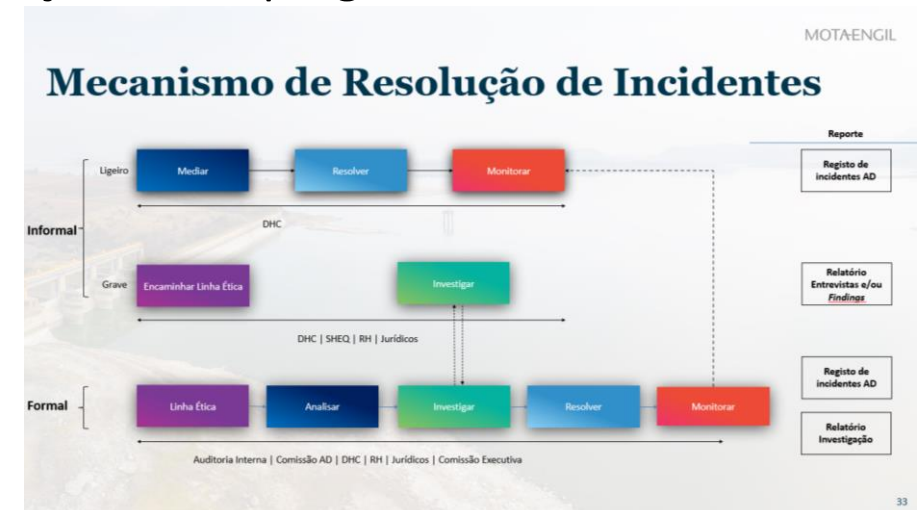 MOTA-ENGIL
Mecanismo de Resolução de Incidentes
Reporte
Informal
Ligeiro
Mediar
Resolver
Monitorar
Registo de
incidentes AD
DHC
Grave
Encaminhar Linha Ética
Investigar
Relatório
Entrevistas e/ou
Findings
DHC | SHEQ | RH | Jurídicos
Formal
Linha Ética
Analisar
Investigar
Resolver
Monitorar
Registo de
incidentes AD
Relatório
Investigação
Auditoria Interna | Comissão AD | DHC | RH | Jurídicos | Comissão Executiva
33